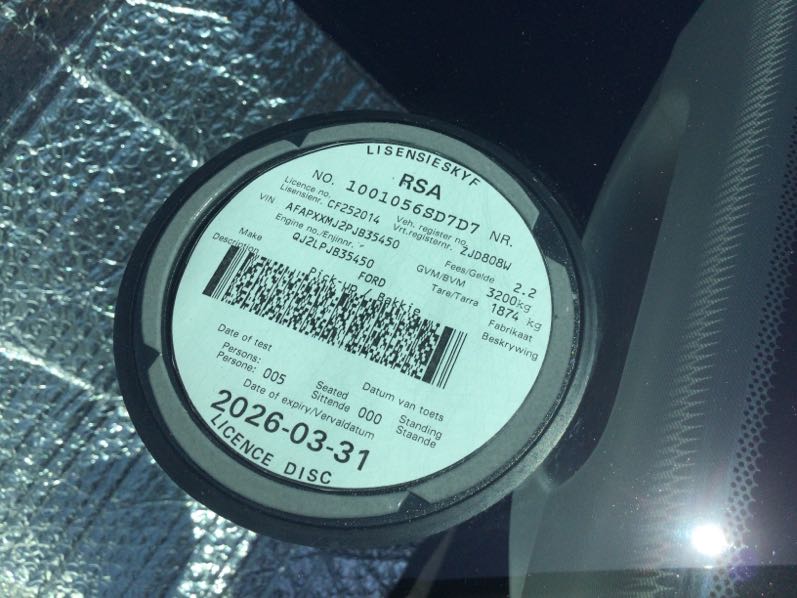 LISENSIESKYF
RSA
NO. 1001056SD7D7 NR.
Licence no. Veh. register no.
Lisensienr. CF252014 Vrt.registernr. ZJD808W
VIN AFAPXXMJ2PJB35450 Fees/Gelde 2.2
Engine no./Enjinnr. GVM/BVM 3200kg
QJ2LPJB35450 Tare/Tarra 1874 kg
Make FORD Fabrikaat
Description Pick-up / Bakkie Beskrywing
Date of test Datum van toets
Persons: Seated Standing
Persone: 005 Sittende 000 Staande
Date of expiry/Vervaldatum
2026-03-31
LICENCE DISC